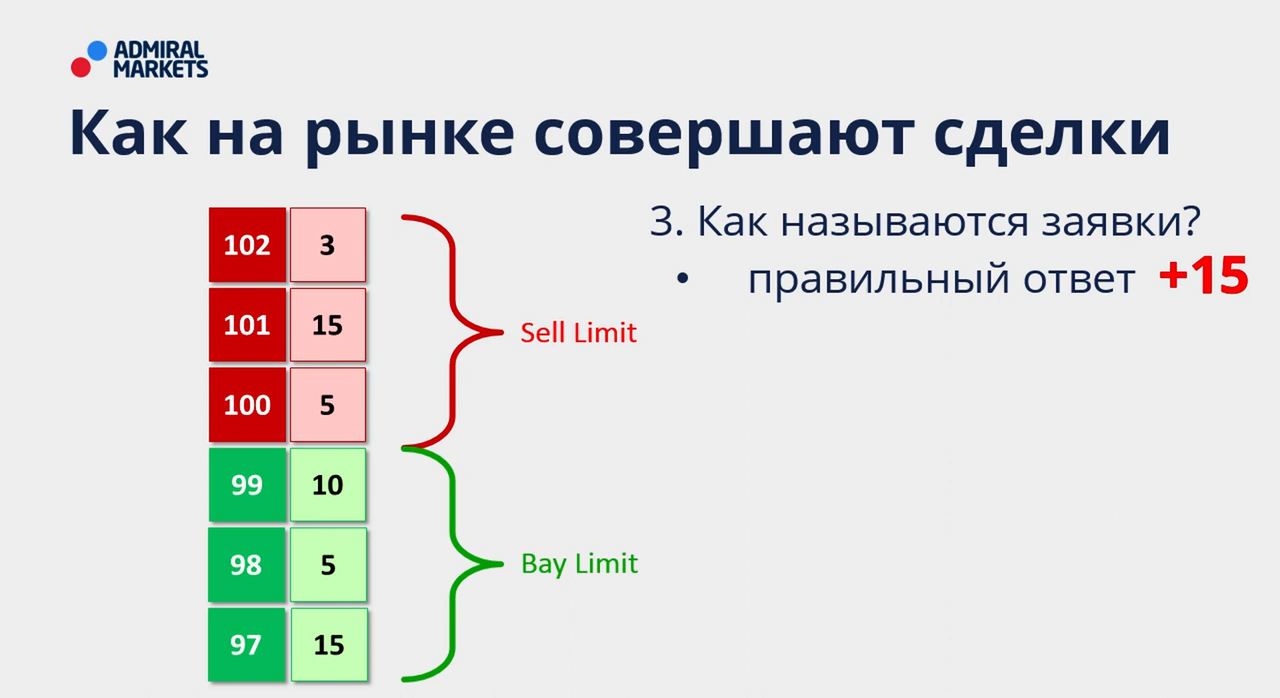 ADMIRAL
MARKETS
Как на рынке совершают сделки
3. Как называются заявки?
• правильный ответ +15
102 3
101 15
100 5
Sell Limit
99 10
98 5
97 15
Bay Limit